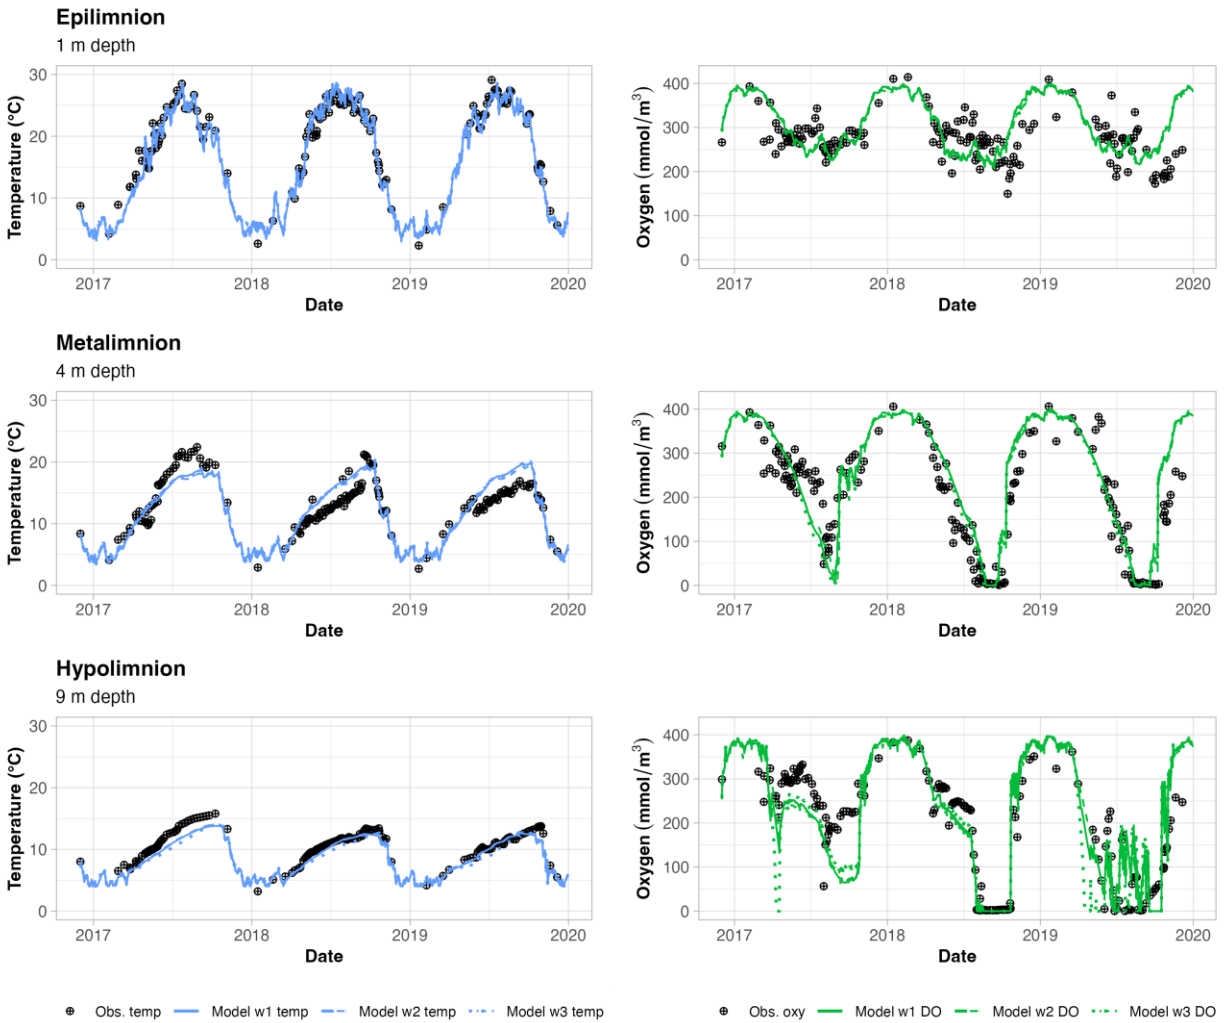 Epilimnion
1 m depth
Temperature (°C)
30
20
10
0
2017 2018 2019 2020
Date
Oxygen (mmol/m³)
400
300
200
100
0
2017 2018 2019 2020
Date
Metalimnion
4 m depth
Temperature (°C)
30
20
10
0
2017 2018 2019 2020
Date
Oxygen (mmol/m³)
400
300
200
100
0
2017 2018 2019 2020
Date
Hypolimnion
9 m depth
Temperature (°C)
30
20
10
0
2017 2018 2019 2020
Date
Oxygen (mmol/m³)
400
300
200
100
0
2017 2018 2019 2020
Date
Obs. temp Model w1 temp Model w2 temp Model w3 temp
Obs. oxy Model w1 DO Model w2 DO Model w3 DO